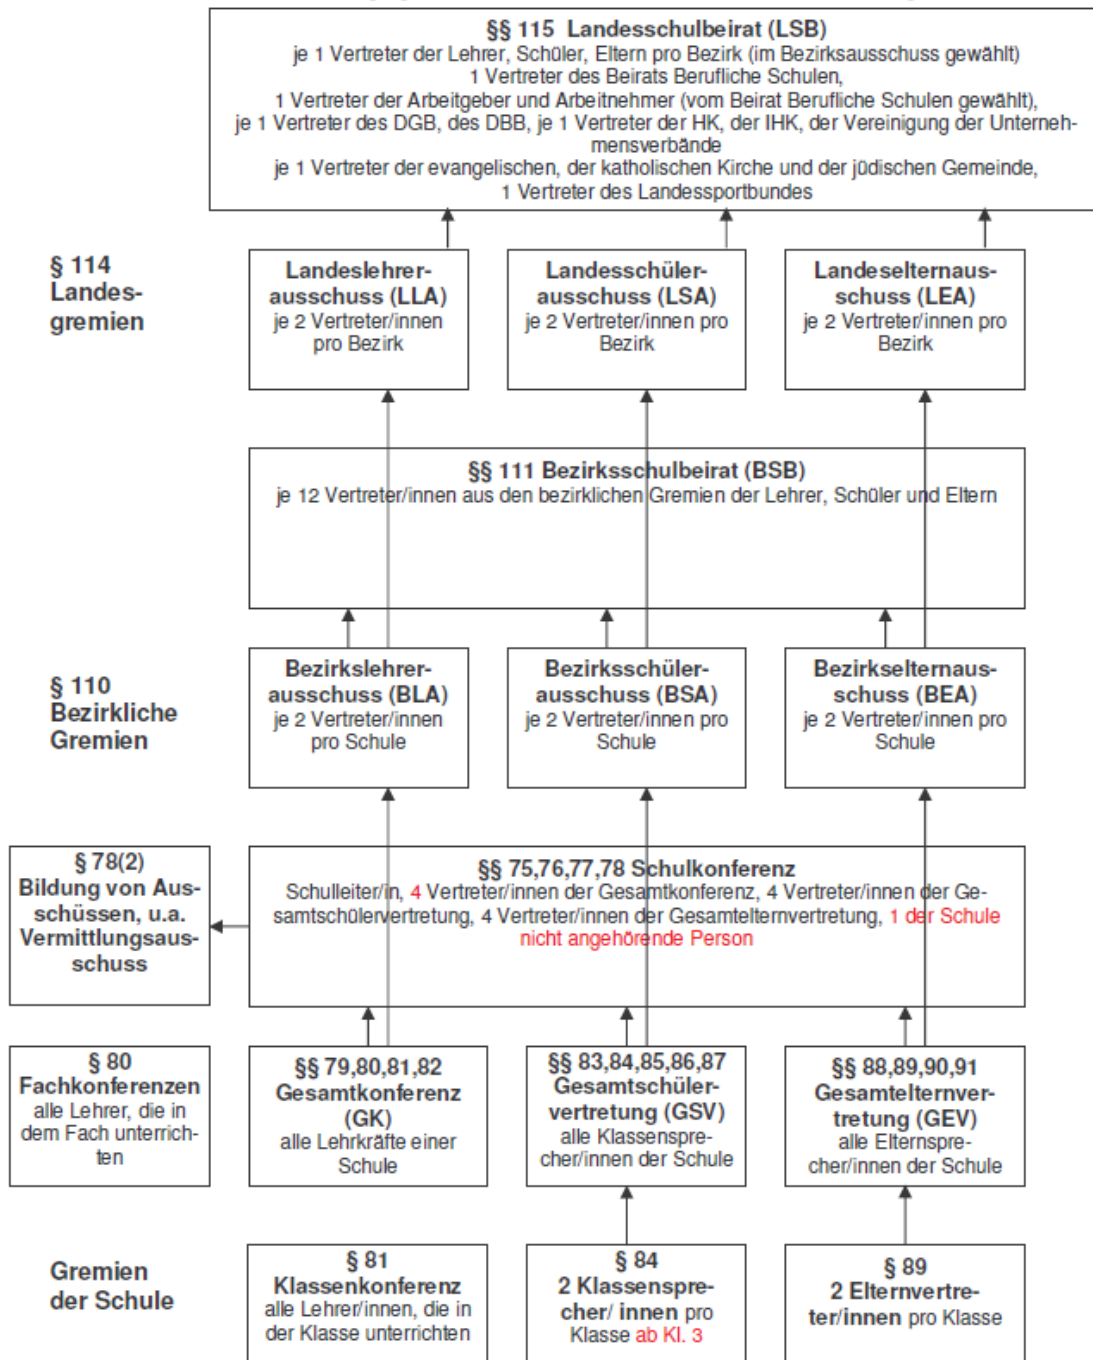 §§ 115 Landesschulbeirat (LSB)
je 1 Vertreter der Lehrer, Schüler, Eltern pro Bezirk (im Bezirksausschuss gewählt)
1 Vertreter des Beirats Berufliche Schulen,
1 Vertreter der Arbeitgeber und Arbeitnehmer (vom Beirat Berufliche Schulen gewählt),
je 1 Vertreter des DGB, des DBB, je 1 Vertreter der HK, der IHK, der Vereinigung der Unterneh-
mensverbände
je 1 Vertreter der evangelischen, der katholischen Kirche und der jüdischen Gemeinde,
1 Vertreter des Landessportbundes
§ 114
Landes-
gremien
Landeslehrer-
ausschuss (LLA)
je 2 Vertreter/innen
pro Bezirk
Landesschüler-
ausschuss (LSA)
je 2 Vertreter/innen pro
Bezirk
Landeselternaus-
schuss (LEA)
je 2 Vertreter/innen pro
Bezirk
§§ 111 Bezirksschulbeirat (BSB)
je 12 Vertreter/innen aus den bezirklichen Gremien der Lehrer, Schüler und Eltern
§ 110
Bezirkliche
Gremien
Bezirkslehrer-
ausschuss (BLA)
je 2 Vertreter/innen
pro Schule
Bezirksschüler-
ausschuss (BSA)
je 2 Vertreter/innen pro
Schule
Bezirkselternaus-
schuss (BEA)
je 2 Vertreter/innen pro
Schule
§ 78(2)
Bildung von Aus-
schüssen, u.a.
Vermittlungsaus-
schuss
§§ 75,76,77,78 Schulkonferenz
Schulleiter/in, 4 Vertreter/innen der Gesamtkonferenz, 4 Vertreter/innen der Ge-
samtschülervertretung, 4 Vertreter/innen der Gesamtelternvertretung, 1 der Schule
nicht angehörende Person
§ 80
Fachkonferenzen
alle Lehrer, die in
dem Fach unterrich-
ten
§§ 79,80,81,82
Gesamtkonferenz
(GK)
alle Lehrkräfte einer
Schule
§§ 83,84,85,86,87
Gesamtschüler-
vertretung (GSV)
alle Klassenspre-
cher/innen der Schule
§§ 88,89,90,91
Gesamtelternver-
tretung (GEV)
alle Elternspre-
cher/innen der Schule
Gremien
der Schule
§ 81
Klassenkonferenz
alle Lehrer/innen, die in
der Klasse unterrichten
§ 84
2 Klassenspre-
cher/ innen pro
Klasse ab Kl. 3
§ 89
2 Elternvertre-
ter/innen pro Klasse